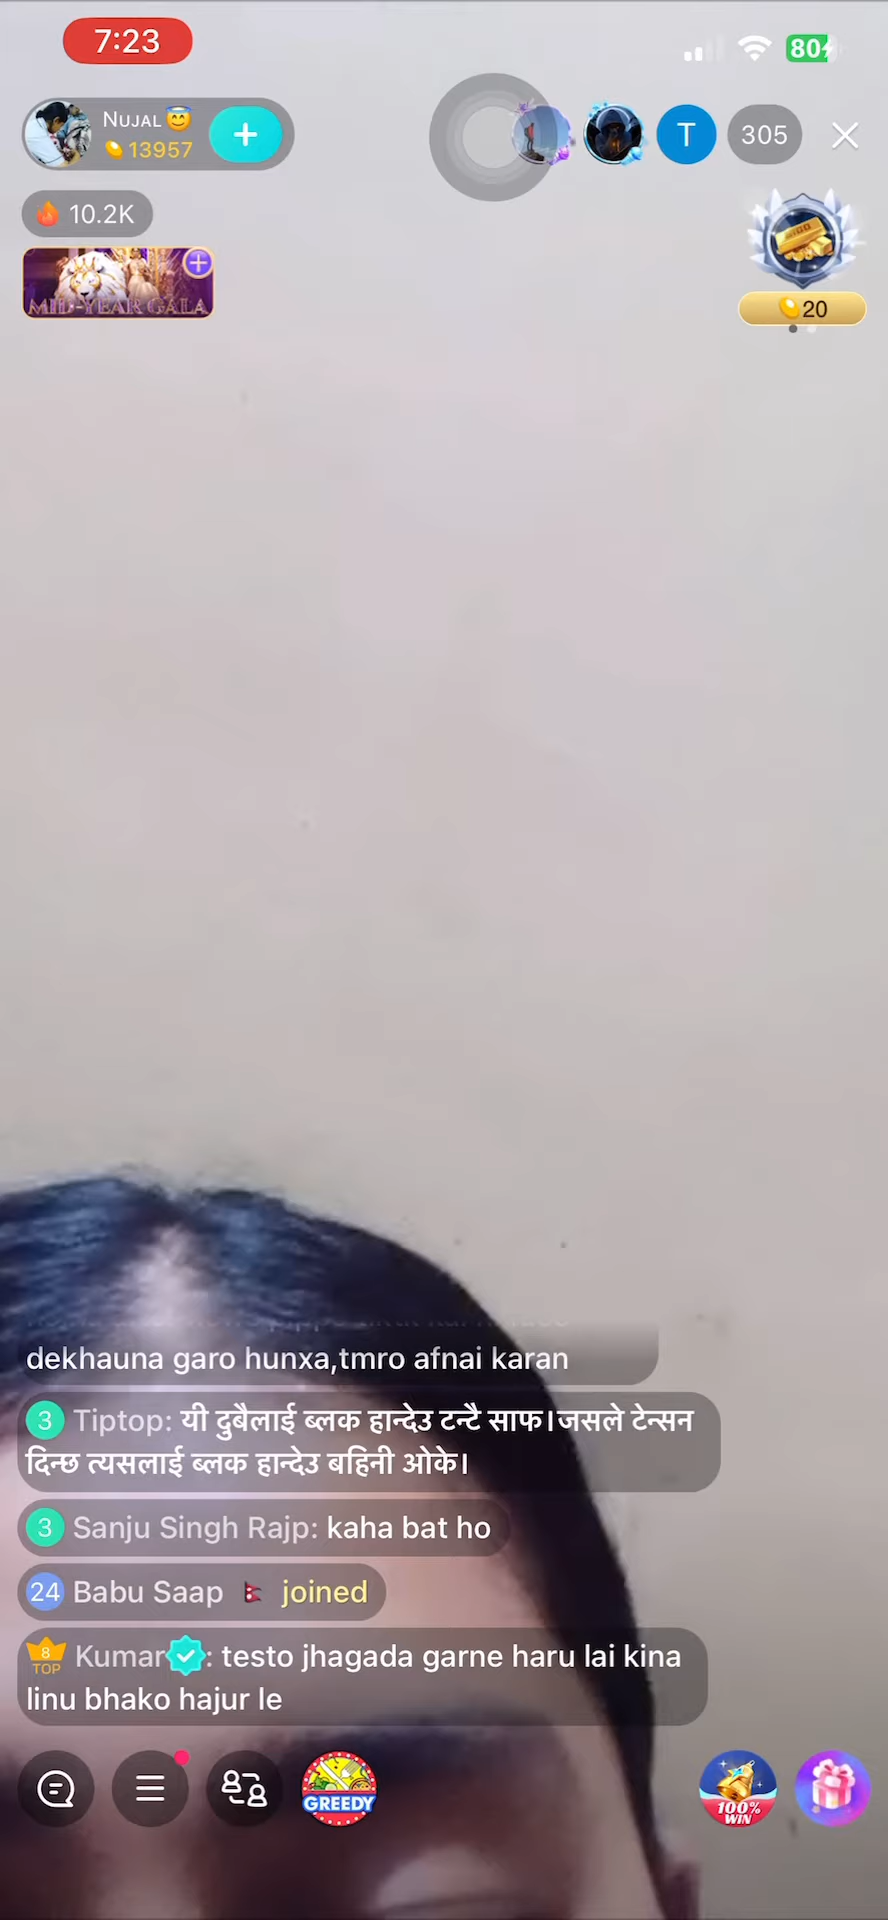 7:23
80
NUJAL😇
13957
T
305
10.2K
MID-YEAR GALA
20
dekhauna garo hunxa,tmro afnai karan
3 Tiptop: यी दुबैलाई ब्लक हान्देउ टन्टै साफ।जसले टेन्सन
दिन्छ त्यसलाई ब्लक हान्देउ बहिनी ओके।
3 Sanju Singh Rajp: kaha bat ho
24 Babu Saap 🇳🇵 joined
8 TOP Kumar: testo jhagada garne haru lai kina
linu bhako hajur le
GREEDY
100% WIN